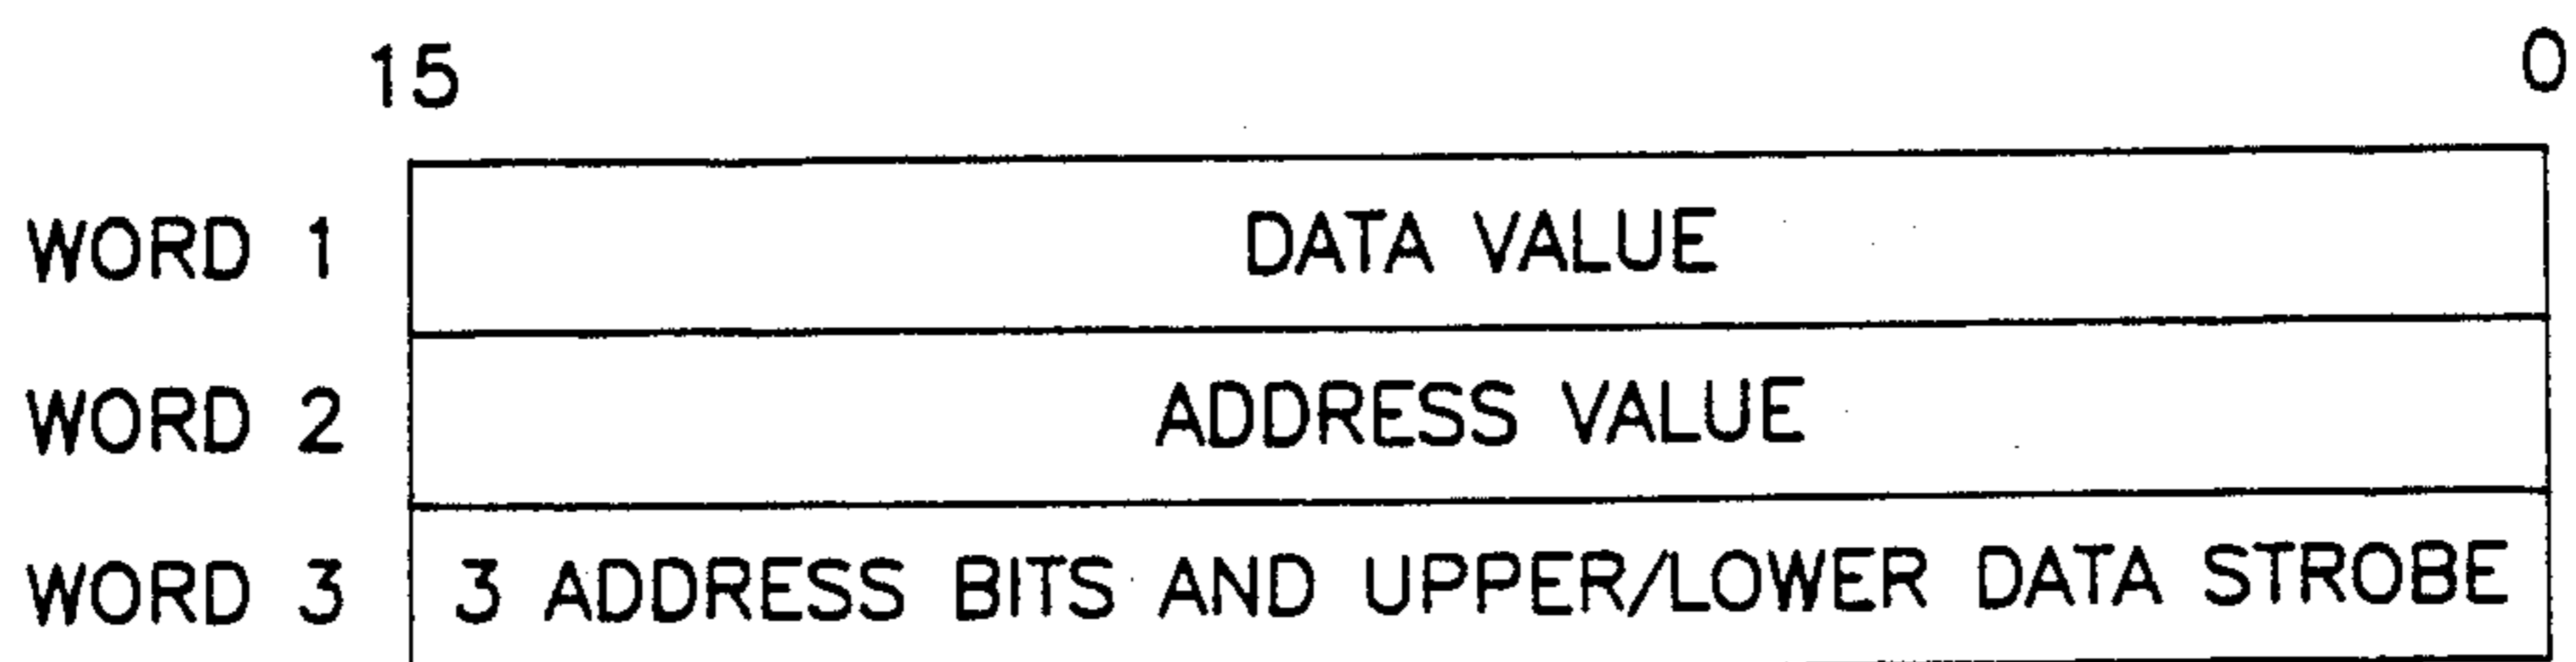 15 0
WORD 1 DATA VALUE
WORD 2 ADDRESS VALUE
WORD 3 3 ADDRESS BITS AND UPPER/LOWER DATA STROBE